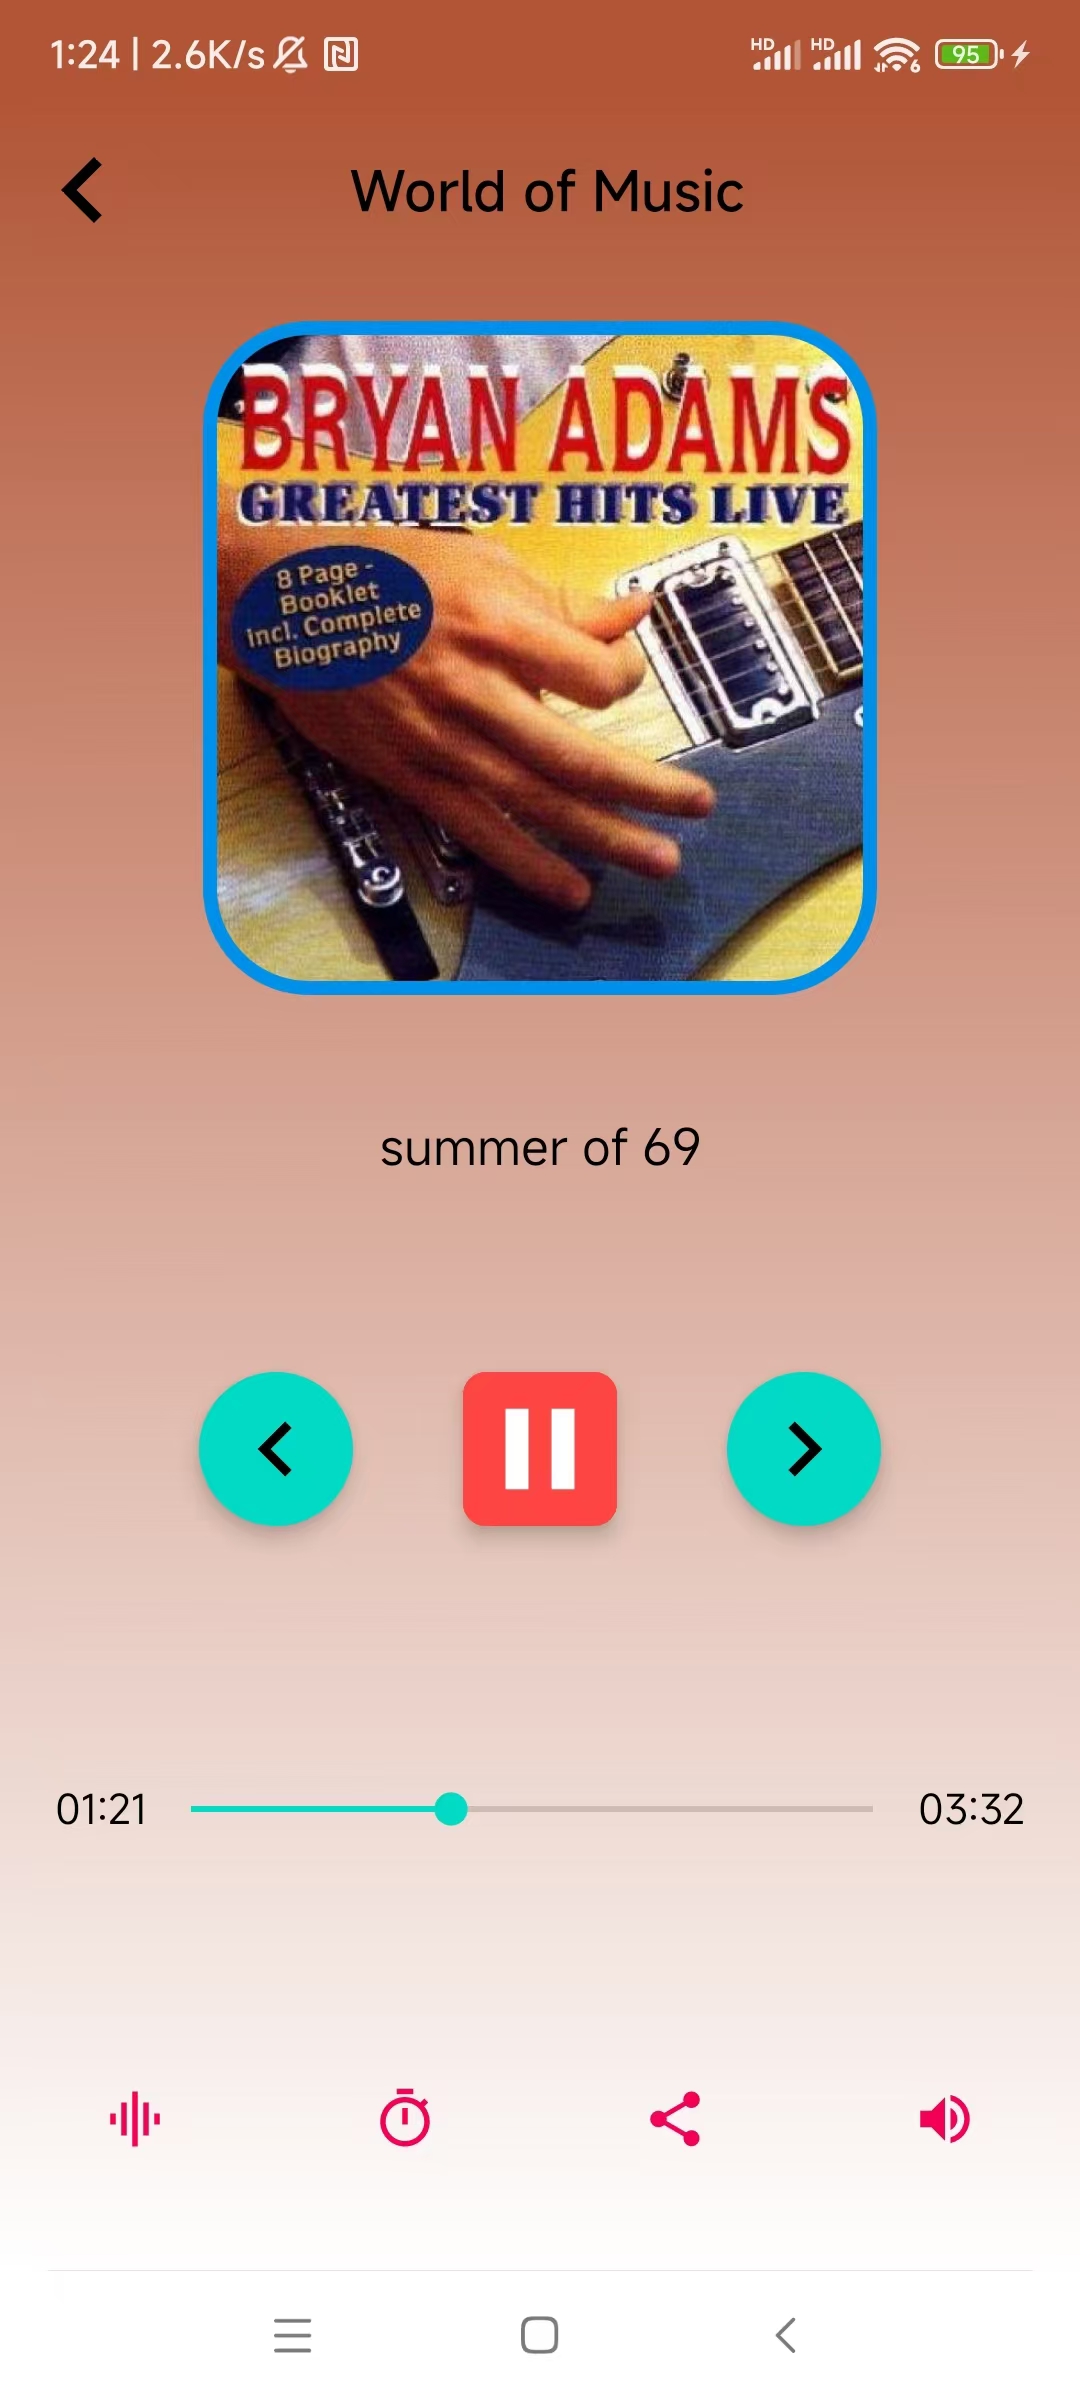 1:24 | 2.6K/s HD HD 6 95
World of Music
BRYAN ADAMS
GREATEST HITS LIVE
8 Page -
Booklet
incl. Complete
Biography
summer of 69
01:21 03:32